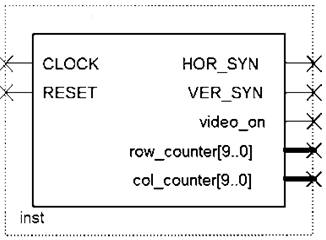 CLOCK HOR_SYN
RESET VER_SYN
video_on
row_counter[9..0]
col_counter[9..0]
inst